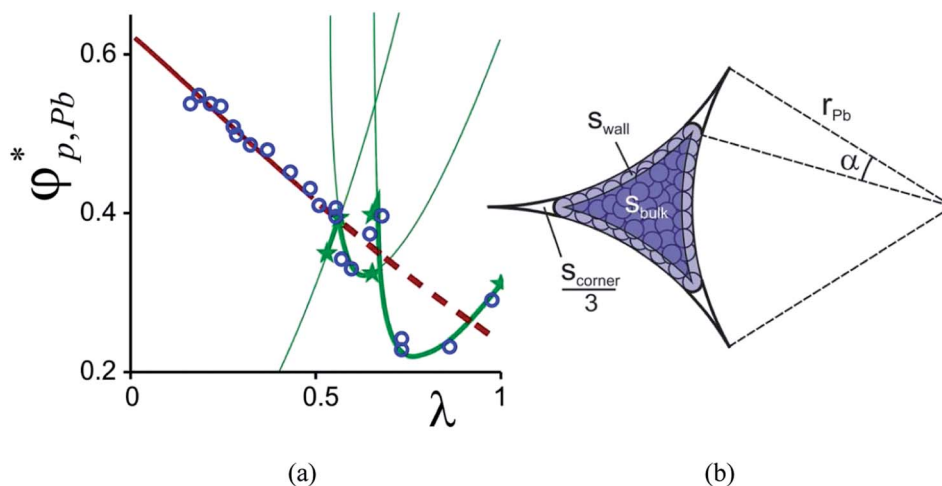 0.6
φ*p,Pb
0.4
0.2
0
0.5
λ
1
(a)
Swall
rPb
α
Sbulk
Scorner
3
(b)